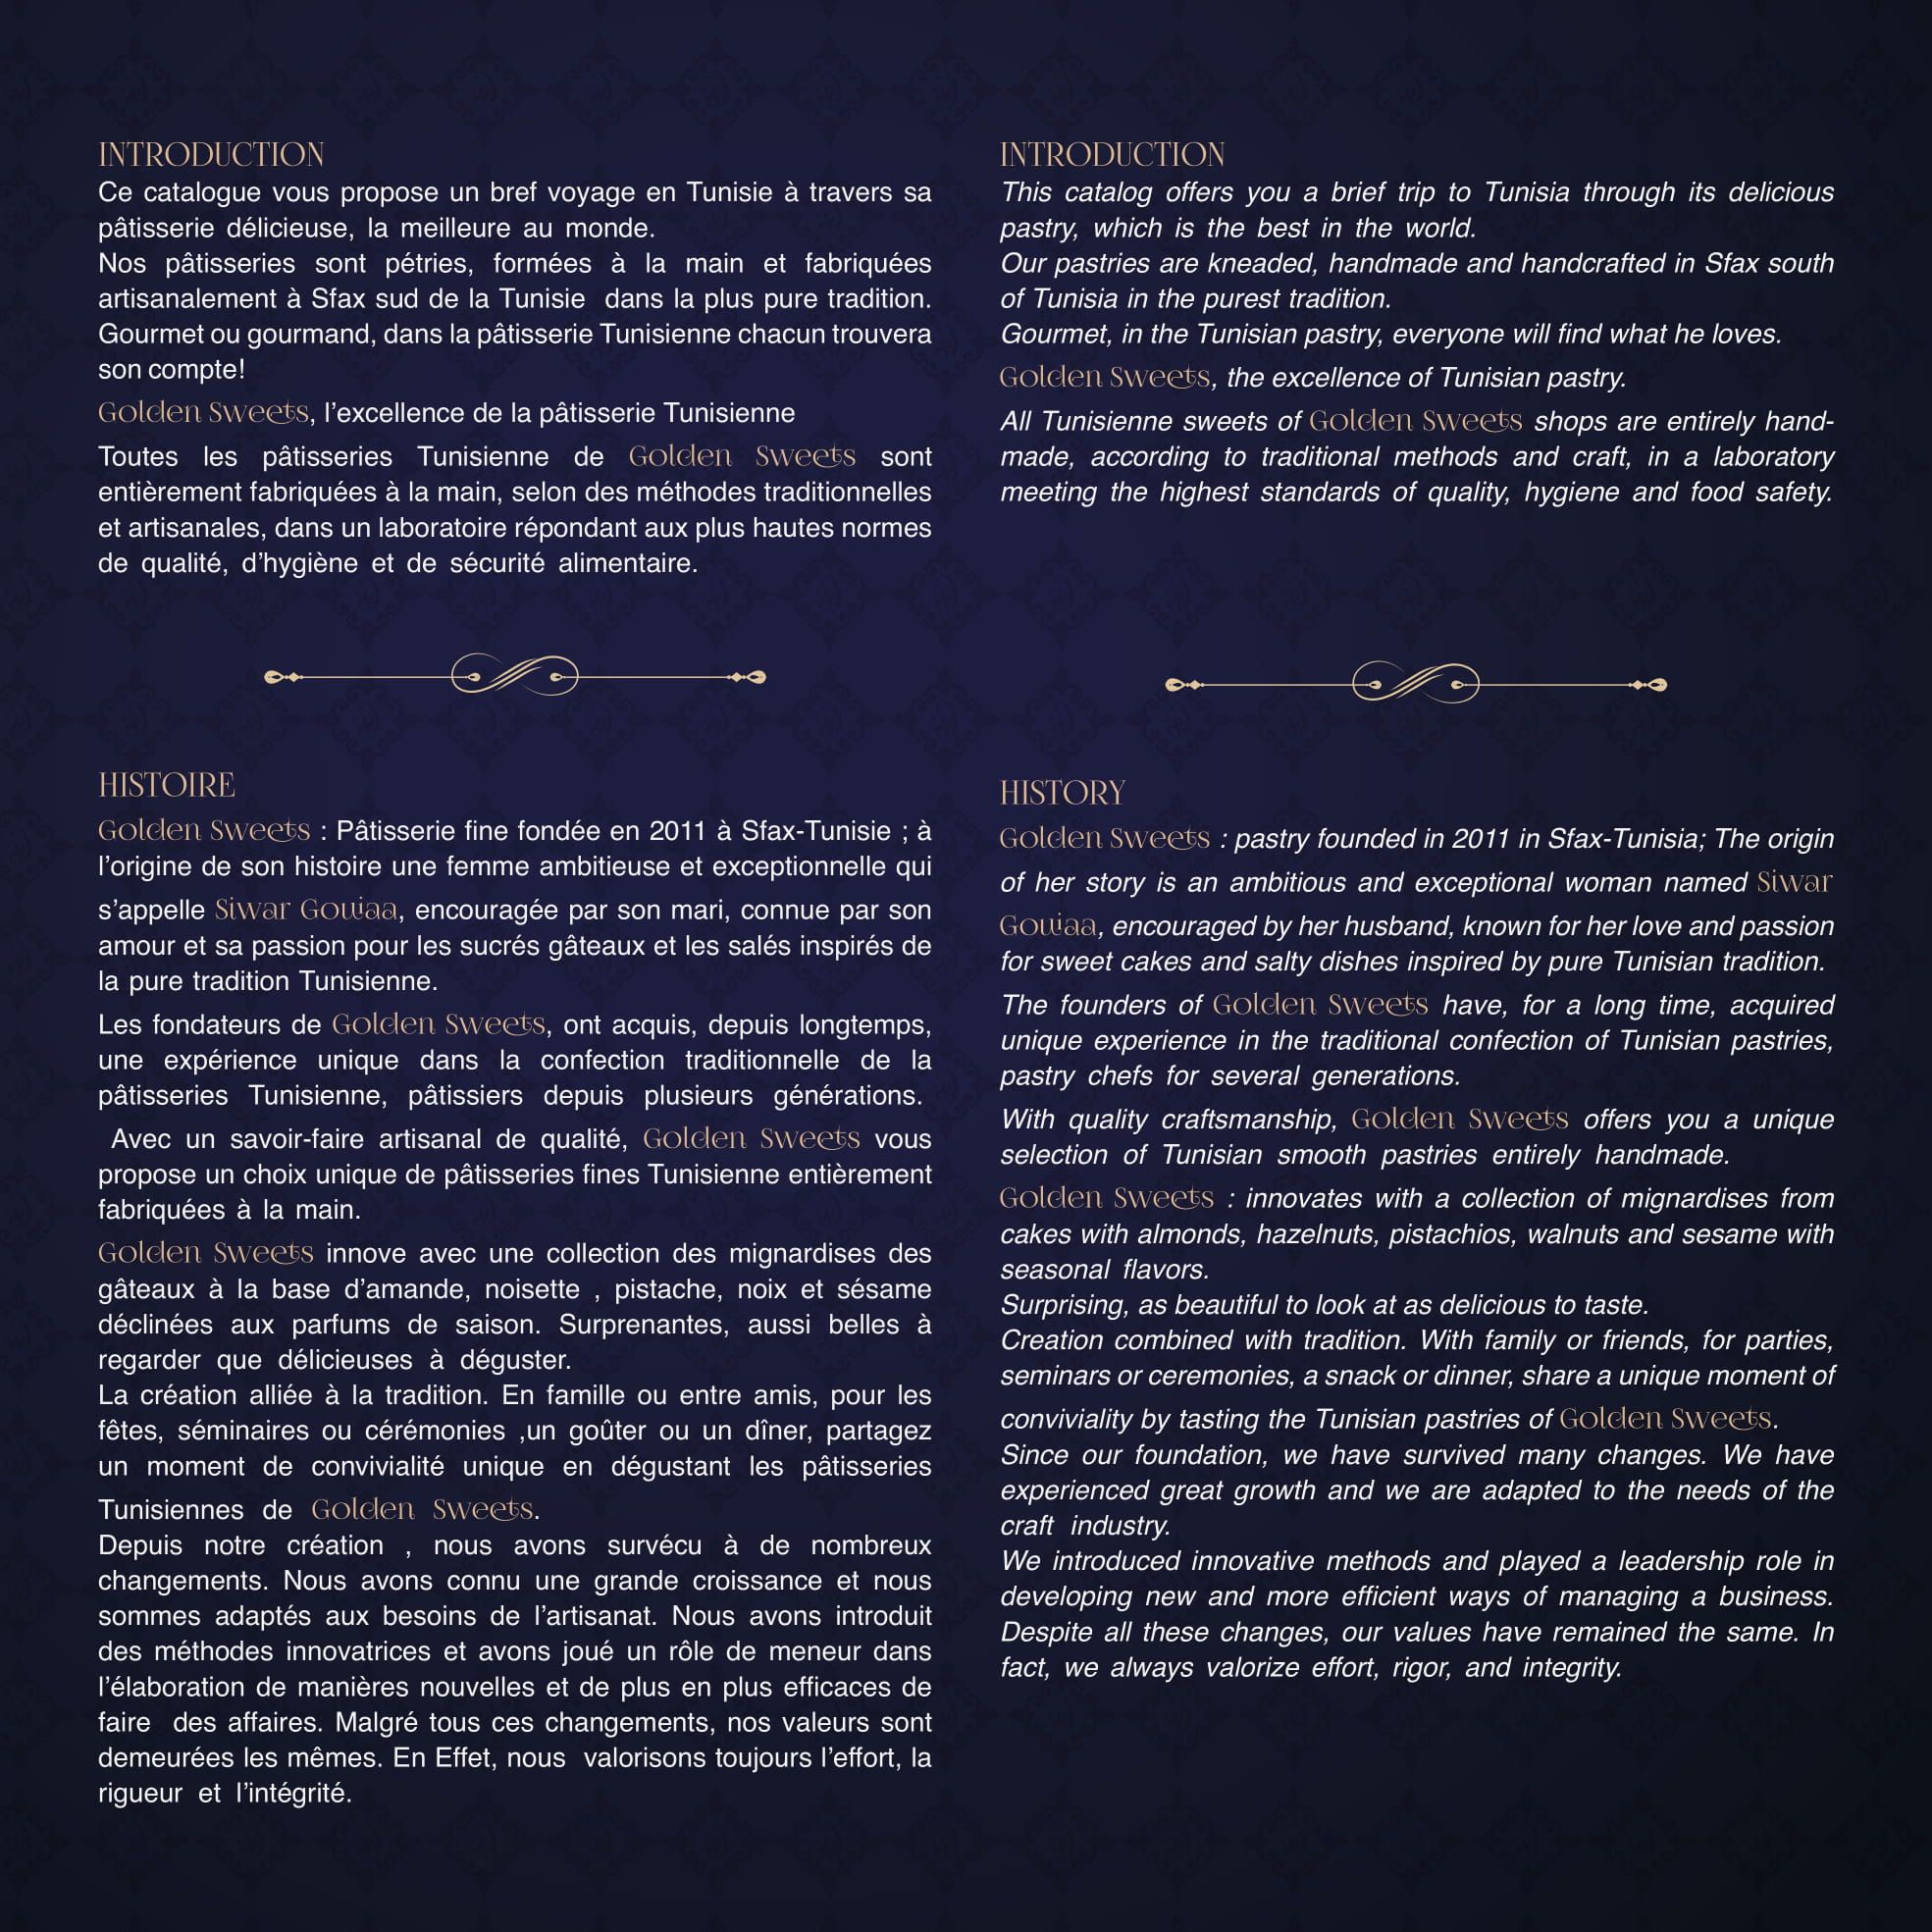 INTRODUCTION
Ce catalogue vous propose un bref voyage en Tunisie à travers sa
pâtisserie délicieuse, la meilleure au monde.
Nos pâtisseries sont pétries, formées à la main et fabriquées
artisanalement à Sfax sud de la Tunisie dans la plus pure tradition.
Gourmet ou gourmand, dans la pâtisserie Tunisienne chacun trouvera
son compte!
Golden Sweets, l’excellence de la pâtisserie Tunisienne
Toutes les pâtisseries Tunisienne de Golden Sweets sont
entièrement fabriquées à la main, selon des méthodes traditionnelles
et artisanales, dans un laboratoire répondant aux plus hautes normes
de qualité, d’hygiène et de sécurité alimentaire.
HISTOIRE
Golden Sweets : Pâtisserie fine fondée en 2011 à Sfax-Tunisie ; à
l’origine de son histoire une femme ambitieuse et exceptionnelle qui
s’appelle Siwar Gouiaa, encouragée par son mari, connue par son
amour et sa passion pour les sucrés gâteaux et les salés inspirés de
la pure tradition Tunisienne.
Les fondateurs de Golden Sweets, ont acquis, depuis longtemps,
une expérience unique dans la confection traditionnelle de la
pâtisseries Tunisienne, pâtissiers depuis plusieurs générations.
Avec un savoir-faire artisanal de qualité, Golden Sweets vous
propose un choix unique de pâtisseries fines Tunisienne entièrement
fabriquées à la main.
Golden Sweets innove avec une collection des mignardises des
gâteaux à la base d’amande, noisette , pistache, noix et sésame
déclinées aux parfums de saison. Surprenantes, aussi belles à
regarder que délicieuses à déguster.
La création alliée à la tradition. En famille ou entre amis, pour les
fêtes, séminaires ou cérémonies ,un goûter ou un dîner, partagez
un moment de convivialité unique en dégustant les pâtisseries
Tunisiennes de Golden Sweets.
Depuis notre création , nous avons survécu à de nombreux
changements. Nous avons connu une grande croissance et nous
sommes adaptés aux besoins de l’artisanat. Nous avons introduit
des méthodes innovatrices et avons joué un rôle de meneur dans
l’élaboration de manières nouvelles et de plus en plus efficaces de
faire des affaires. Malgré tous ces changements, nos valeurs sont
demeurées les mêmes. En Effet, nous valorisons toujours l’effort, la
rigueur et l’intégrité.
INTRODUCTION
This catalog offers you a brief trip to Tunisia through its delicious
pastry, which is the best in the world.
Our pastries are kneaded, handmade and handcrafted in Sfax south
of Tunisia in the purest tradition.
Gourmet, in the Tunisian pastry, everyone will find what he loves.
Golden Sweets, the excellence of Tunisian pastry.
All Tunisienne sweets of Golden Sweets shops are entirely hand-
made, according to traditional methods and craft, in a laboratory
meeting the highest standards of quality, hygiene and food safety.
HISTORY
Golden Sweets : pastry founded in 2011 in Sfax-Tunisia; The origin
of her story is an ambitious and exceptional woman named Siwar
Gouiaa, encouraged by her husband, known for her love and passion
for sweet cakes and salty dishes inspired by pure Tunisian tradition.
The founders of Golden Sweets have, for a long time, acquired
unique experience in the traditional confection of Tunisian pastries,
pastry chefs for several generations.
With quality craftsmanship, Golden Sweets offers you a unique
selection of Tunisian smooth pastries entirely handmade.
Golden Sweets : innovates with a collection of mignardises from
cakes with almonds, hazelnuts, pistachios, walnuts and sesame with
seasonal flavors.
Surprising, as beautiful to look at as delicious to taste.
Creation combined with tradition. With family or friends, for parties,
seminars or ceremonies, a snack or dinner, share a unique moment of
conviviality by tasting the Tunisian pastries of Golden Sweets.
Since our foundation, we have survived many changes. We have
experienced great growth and we are adapted to the needs of the
craft industry.
We introduced innovative methods and played a leadership role in
developing new and more efficient ways of managing a business.
Despite all these changes, our values have remained the same. In
fact, we always valorize effort, rigor, and integrity.